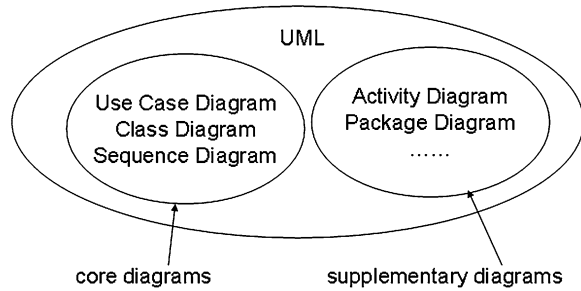 UML
Use Case Diagram
Class Diagram
Sequence Diagram
Activity Diagram
Package Diagram
......
core diagrams
supplementary diagrams